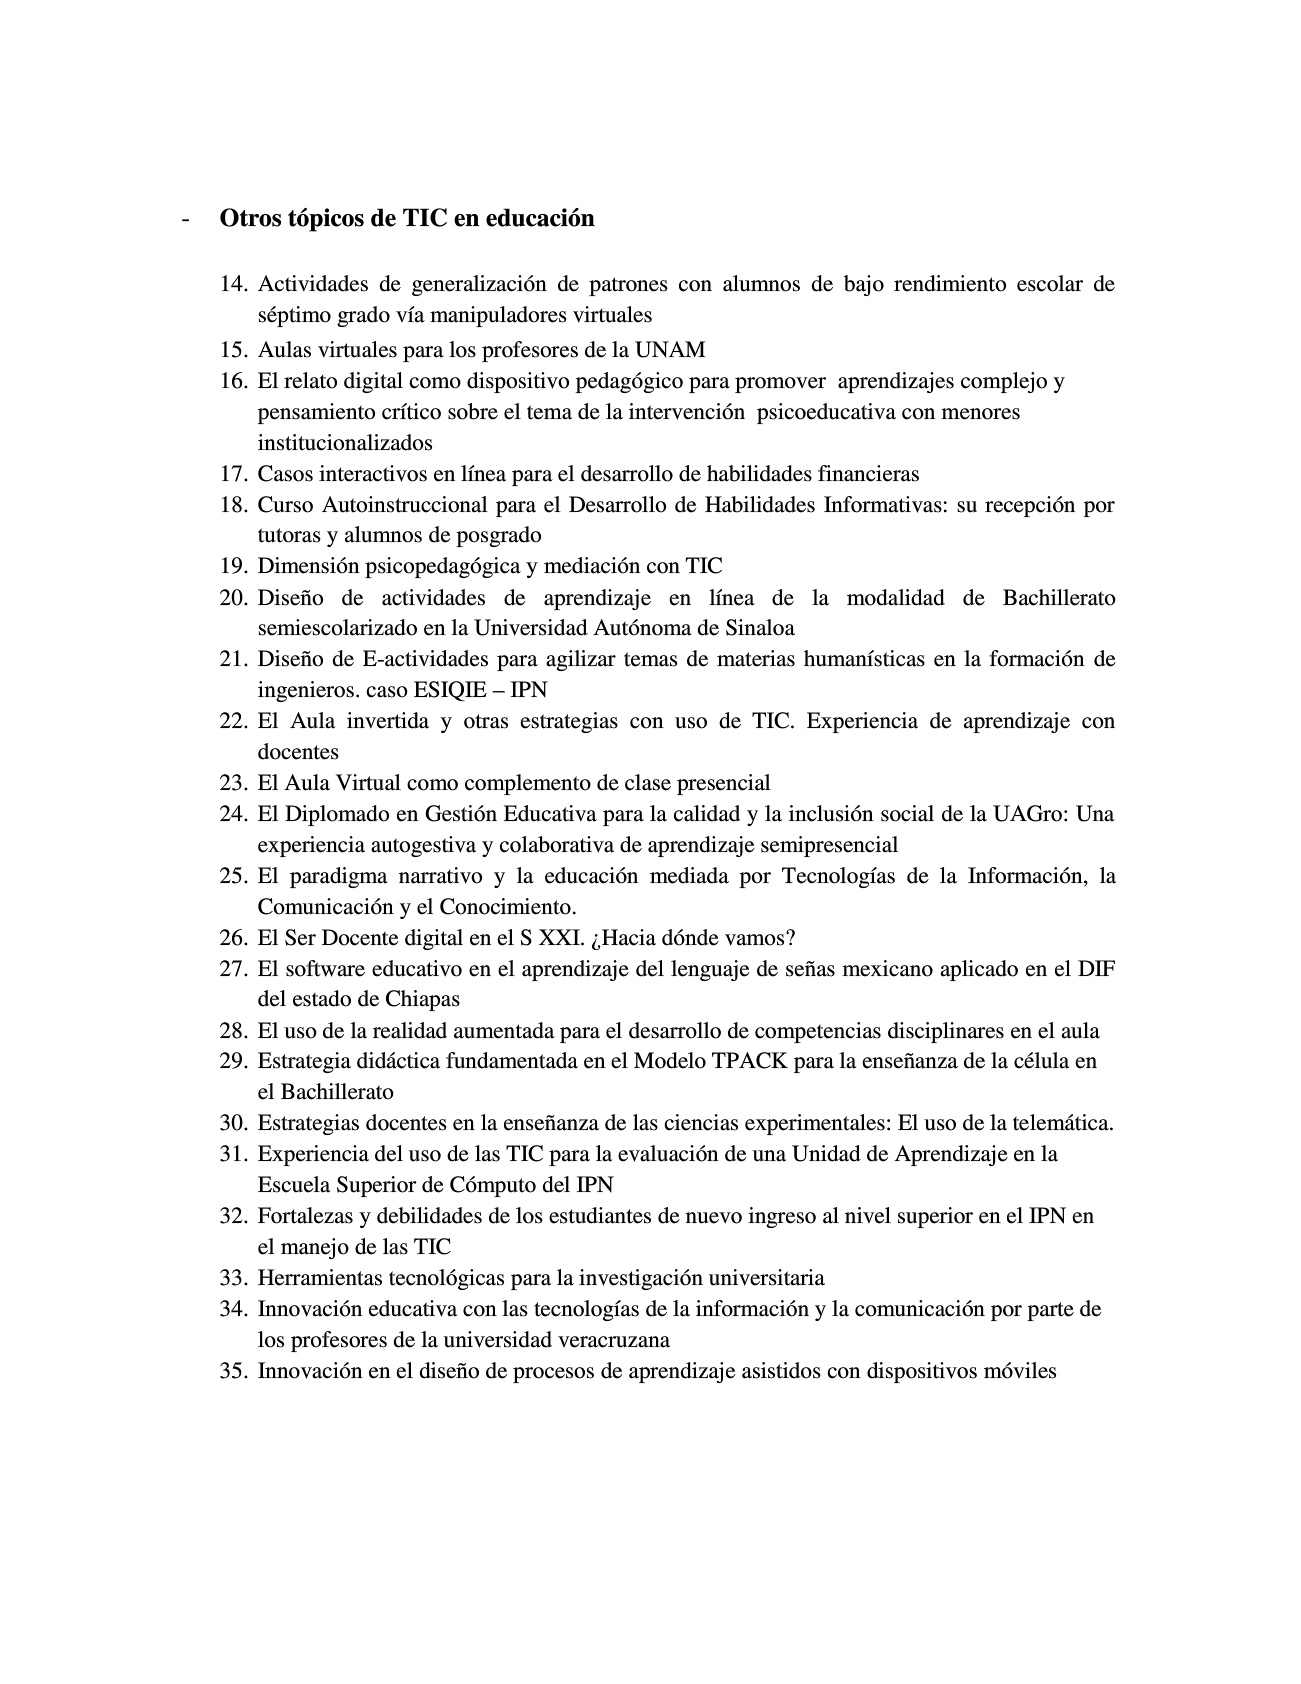 - Otros tópicos de TIC en educación
14. Actividades de generalización de patrones con alumnos de bajo rendimiento escolar de
séptimo grado vía manipuladores virtuales
15. Aulas virtuales para los profesores de la UNAM
16. El relato digital como dispositivo pedagógico para promover aprendizajes complejo y
pensamiento crítico sobre el tema de la intervención psicoeducativa con menores
institucionalizados
17. Casos interactivos en línea para el desarrollo de habilidades financieras
18. Curso Autoinstruccional para el Desarrollo de Habilidades Informativas: su recepción por
tutoras y alumnos de posgrado
19. Dimensión psicopedagógica y mediación con TIC
20. Diseño de actividades de aprendizaje en línea de la modalidad de Bachillerato
semiescolarizado en la Universidad Autónoma de Sinaloa
21. Diseño de E-actividades para agilizar temas de materias humanísticas en la formación de
ingenieros. caso ESIQIE – IPN
22. El Aula invertida y otras estrategias con uso de TIC. Experiencia de aprendizaje con
docentes
23. El Aula Virtual como complemento de clase presencial
24. El Diplomado en Gestión Educativa para la calidad y la inclusión social de la UAGro: Una
experiencia autogestiva y colaborativa de aprendizaje semipresencial
25. El paradigma narrativo y la educación mediada por Tecnologías de la Información, la
Comunicación y el Conocimiento.
26. El Ser Docente digital en el S XXI. ¿Hacia dónde vamos?
27. El software educativo en el aprendizaje del lenguaje de señas mexicano aplicado en el DIF
del estado de Chiapas
28. El uso de la realidad aumentada para el desarrollo de competencias disciplinares en el aula
29. Estrategia didáctica fundamentada en el Modelo TPACK para la enseñanza de la célula en
el Bachillerato
30. Estrategias docentes en la enseñanza de las ciencias experimentales: El uso de la telemática.
31. Experiencia del uso de las TIC para la evaluación de una Unidad de Aprendizaje en la
Escuela Superior de Cómputo del IPN
32. Fortalezas y debilidades de los estudiantes de nuevo ingreso al nivel superior en el IPN en
el manejo de las TIC
33. Herramientas tecnológicas para la investigación universitaria
34. Innovación educativa con las tecnologías de la información y la comunicación por parte de
los profesores de la universidad veracruzana
35. Innovación en el diseño de procesos de aprendizaje asistidos con dispositivos móviles